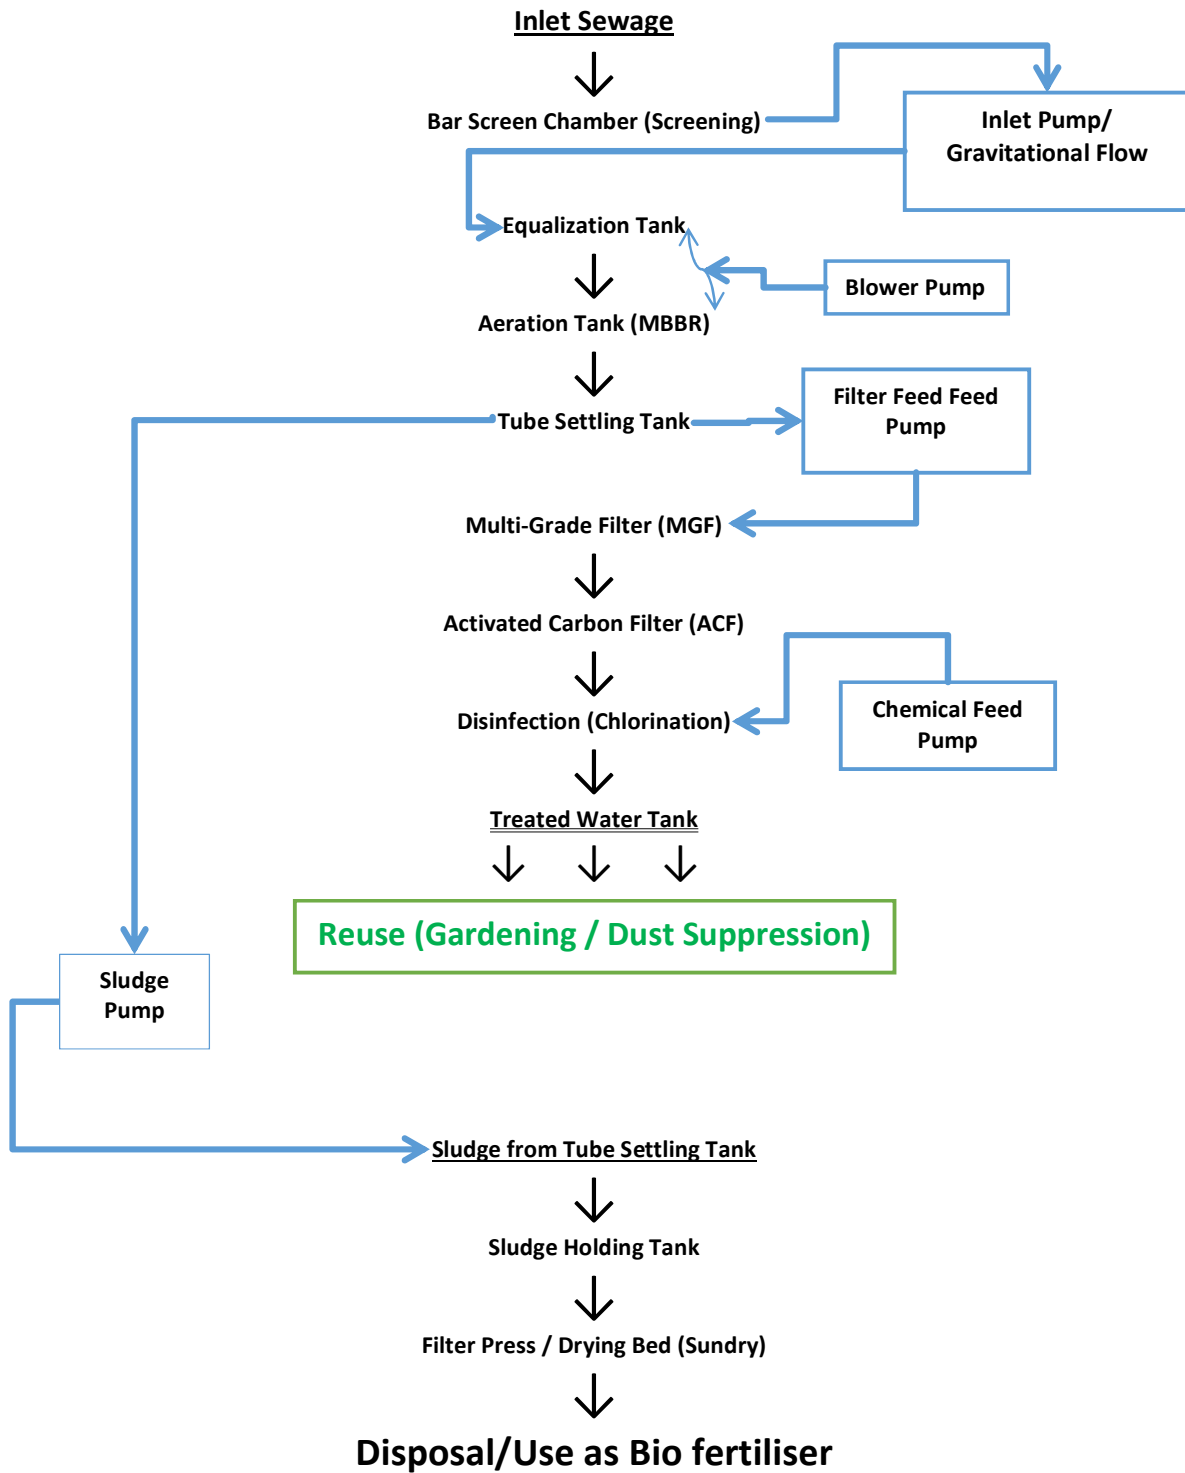 Inlet Sewage
Bar Screen Chamber (Screening)
Inlet Pump/
Gravitational Flow
Equalization Tank
Blower Pump
Aeration Tank (MBBR)
Filter Feed Feed
Pump
Tube Settling Tank
Multi-Grade Filter (MGF)
Activated Carbon Filter (ACF)
Chemical Feed
Pump
Disinfection (Chlorination)
Treated Water Tank
Reuse (Gardening / Dust Suppression)
Sludge
Pump
Sludge from Tube Settling Tank
Sludge Holding Tank
Filter Press / Drying Bed (Sundry)
Disposal/Use as Bio fertiliser